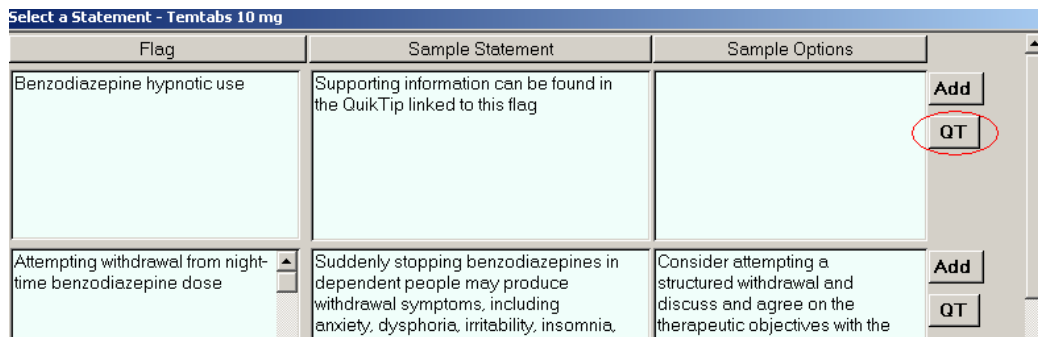 Select a Statement - Temtabs 10 mg
Flag
Sample Statement
Sample Options
Benzodiazepine hypnotic use
Supporting information can be found in
the QuikTip linked to this flag
Add
QT
Attempting withdrawal from night-
time benzodiazepine dose
Suddenly stopping benzodiazepines in
dependent people may produce
withdrawal symptoms, including
anxiety, dysphoria, irritability, insomnia,
Consider attempting a
structured withdrawal and
discuss and agree on the
therapeutic objectives with the
Add
QT